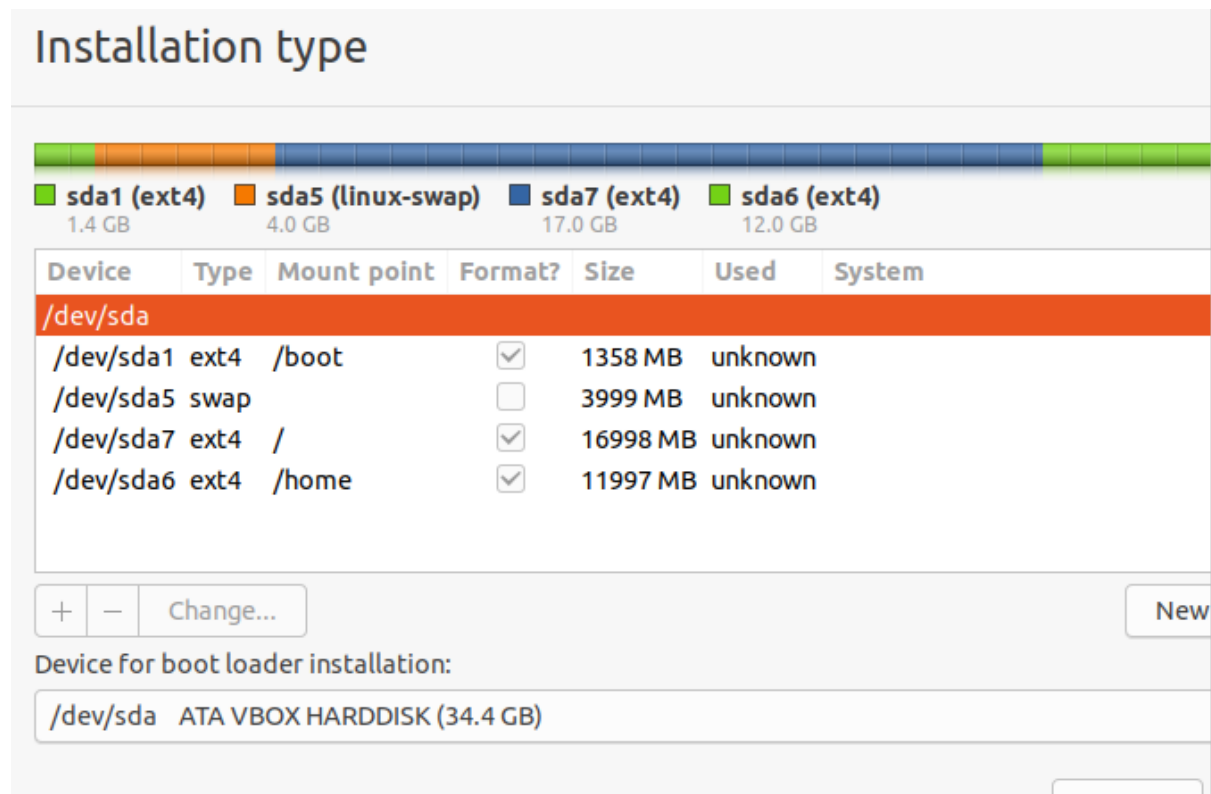 Installation type
sda1 (ext4) sda5 (linux-swap) sda7 (ext4) sda6 (ext4)
1.4 GB 4.0 GB 17.0 GB 12.0 GB
Device Type Mount point Format? Size Used System
/dev/sda
/dev/sda1 ext4 /boot 1358 MB unknown
/dev/sda5 swap 3999 MB unknown
/dev/sda7 ext4 / 16998 MB unknown
/dev/sda6 ext4 /home 11997 MB unknown
+ − Change... New
Device for boot loader installation:
/dev/sda ATA VBOX HARDDISK (34.4 GB)